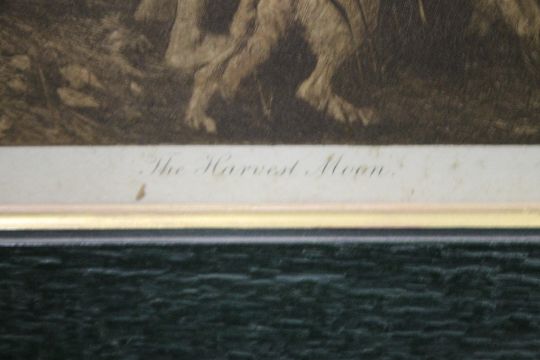 The Harvest Moon.